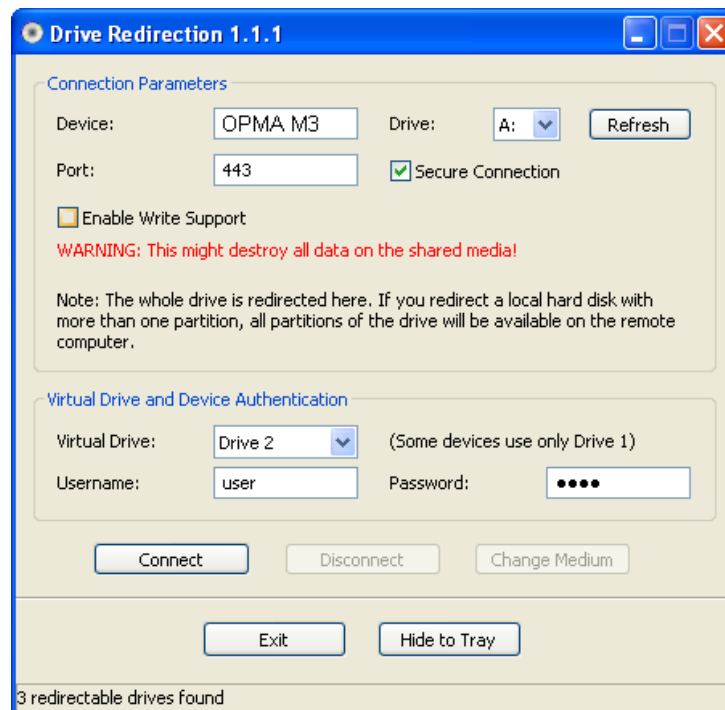 Drive Redirection 1.1.1
Connection Parameters
Device: OPMA M3 Drive: A: Refresh
Port: 443 Secure Connection
Enable Write Support
WARNING: This might destroy all data on the shared media!
Note: The whole drive is redirected here. If you redirect a local hard disk with
more than one partition, all partitions of the drive will be available on the remote
computer.
Virtual Drive and Device Authentication
Virtual Drive: Drive 2 (Some devices use only Drive 1)
Username: user Password: ●●●●
Connect Disconnect Change Medium
Exit Hide to Tray
3 redirectable drives found